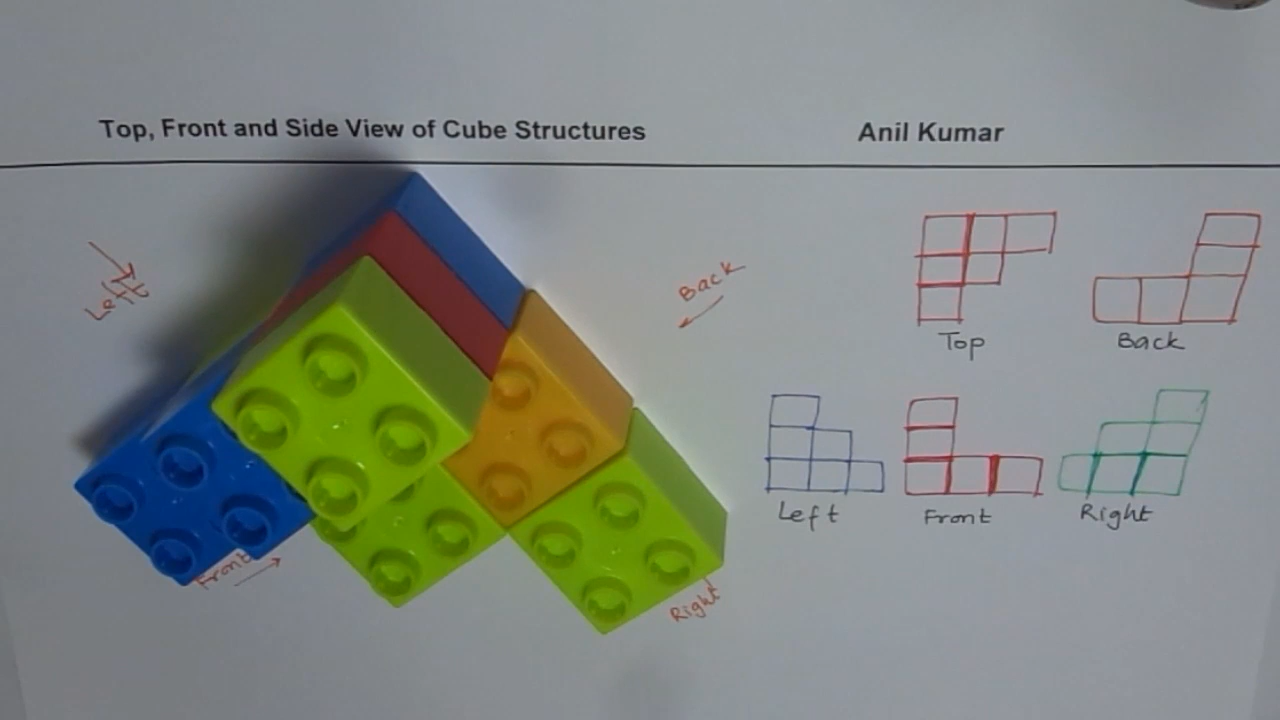 Top, Front and Side View of Cube Structures
Anil Kumar
Left
Back
Front
Right
Top
Back
Left
Front
Right